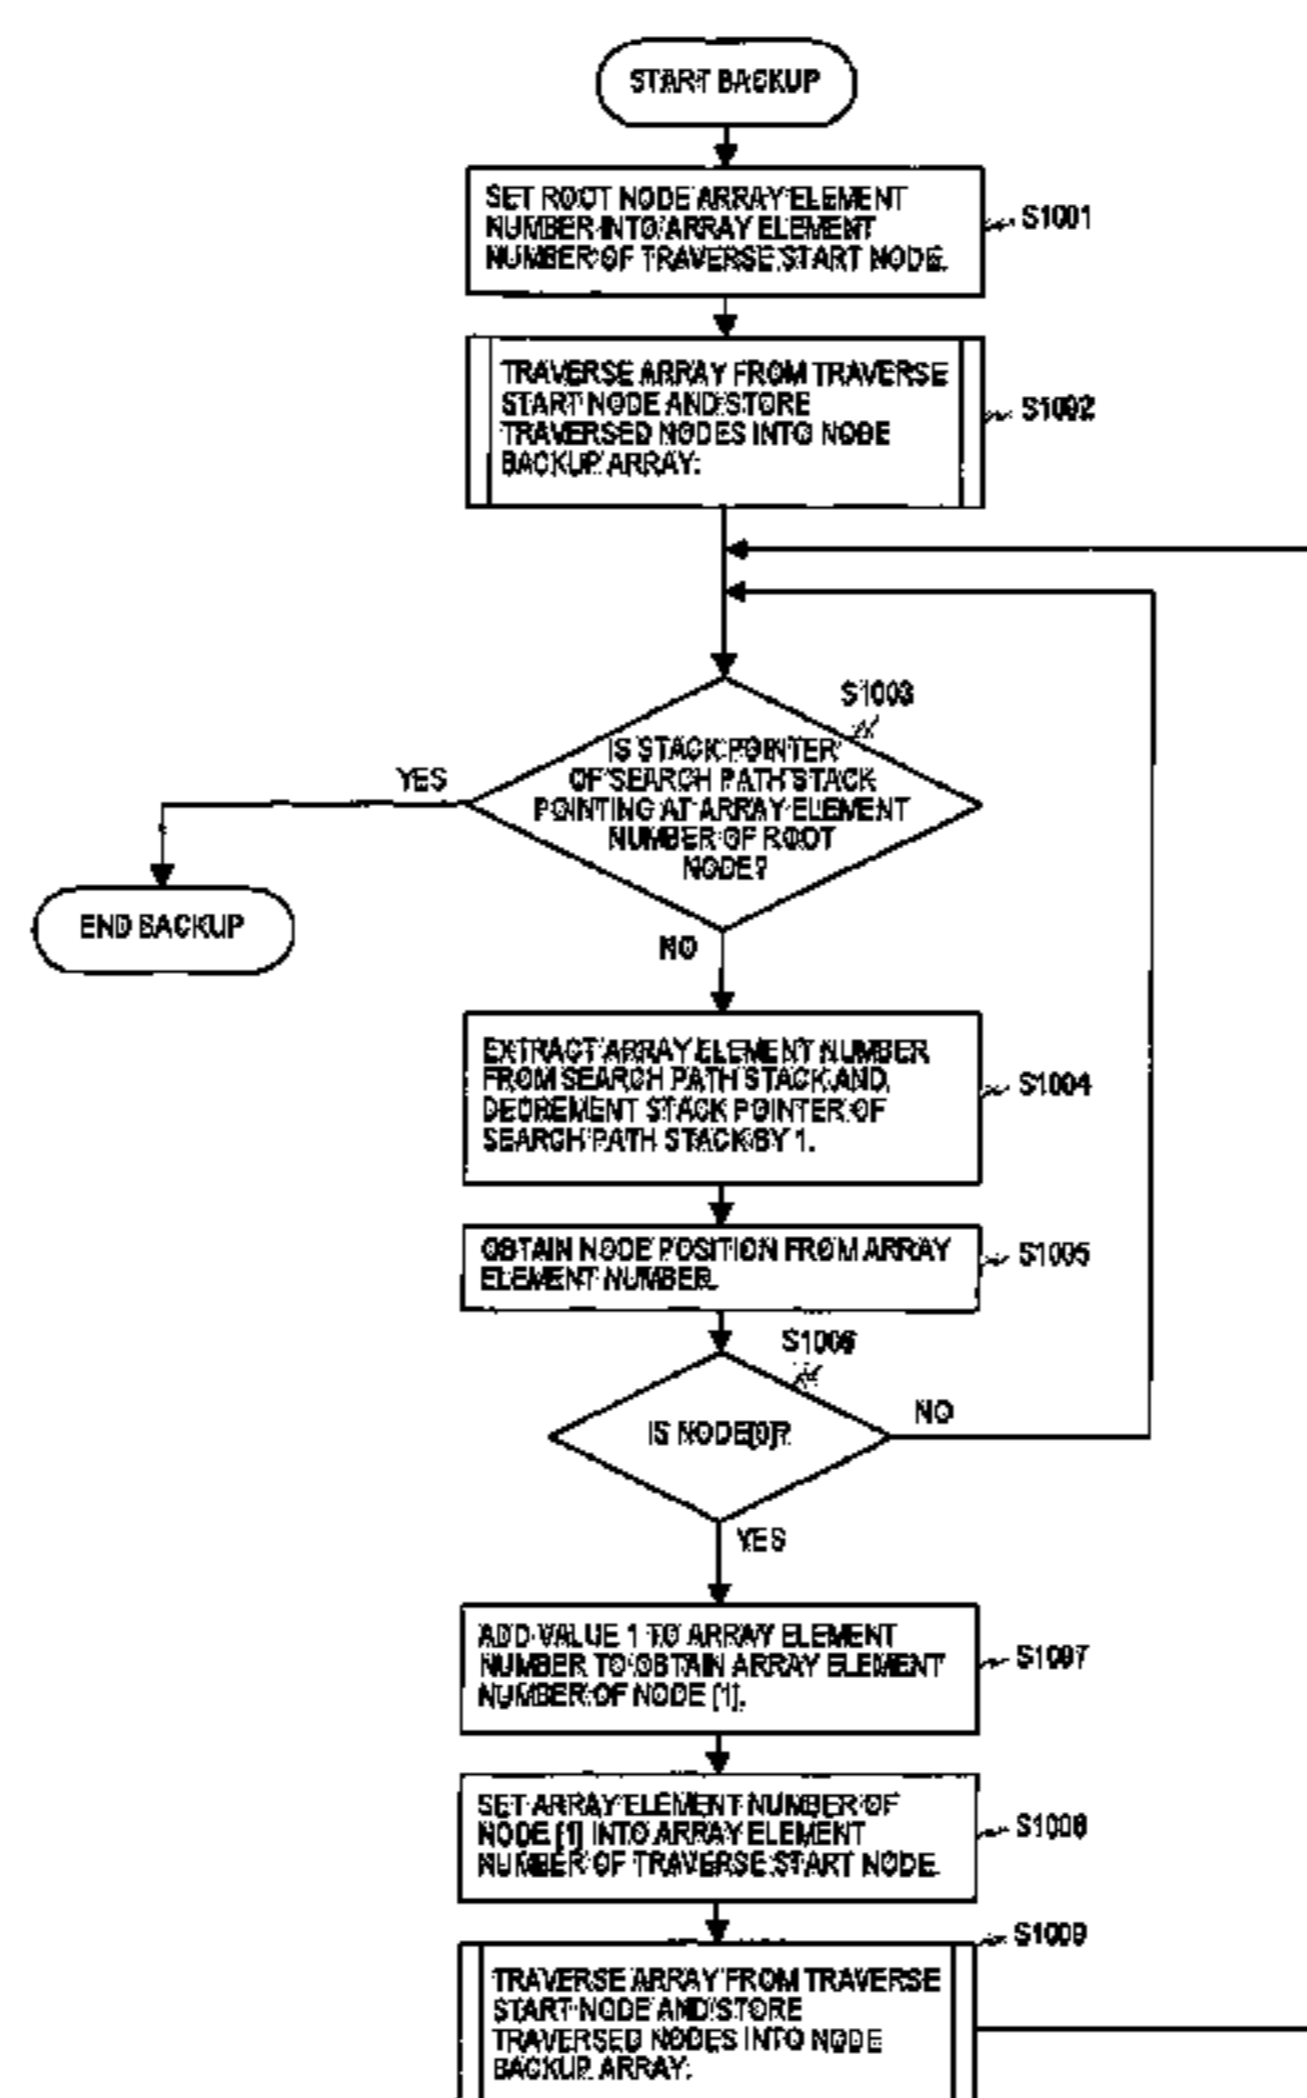 START BACKUP
SET ROOT NODE ARRAY ELEMENT
NUMBER INTO ARRAY ELEMENT
NUMBER OF TRAVERSE START NODE.
S1001
TRAVERSE ARRAY FROM TRAVERSE
START NODE AND STORE
TRAVERSED NODES INTO NODE
BACKUP ARRAY.
S1002
S1003
IS STACK POINTER
OF SEARCH PATH STACK
POINTING AT ARRAY ELEMENT
NUMBER OF ROOT
NODE?
YES
END BACKUP
NO
EXTRACT ARRAY ELEMENT NUMBER
FROM SEARCH PATH STACK AND
DECREMENT STACK POINTER OF
SEARCH PATH STACK BY 1.
S1004
OBTAIN NODE POSITION FROM ARRAY
ELEMENT NUMBER.
S1005
S1006
IS NODE[0]?
NO
YES
ADD VALUE 1 TO ARRAY ELEMENT
NUMBER TO OBTAIN ARRAY ELEMENT
NUMBER OF NODE [1].
S1007
SET ARRAY ELEMENT NUMBER OF
NODE [1] INTO ARRAY ELEMENT
NUMBER OF TRAVERSE START NODE.
S1008
S1009
TRAVERSE ARRAY FROM TRAVERSE
START NODE AND STORE
TRAVERSED NODES INTO NODE
BACKUP ARRAY.